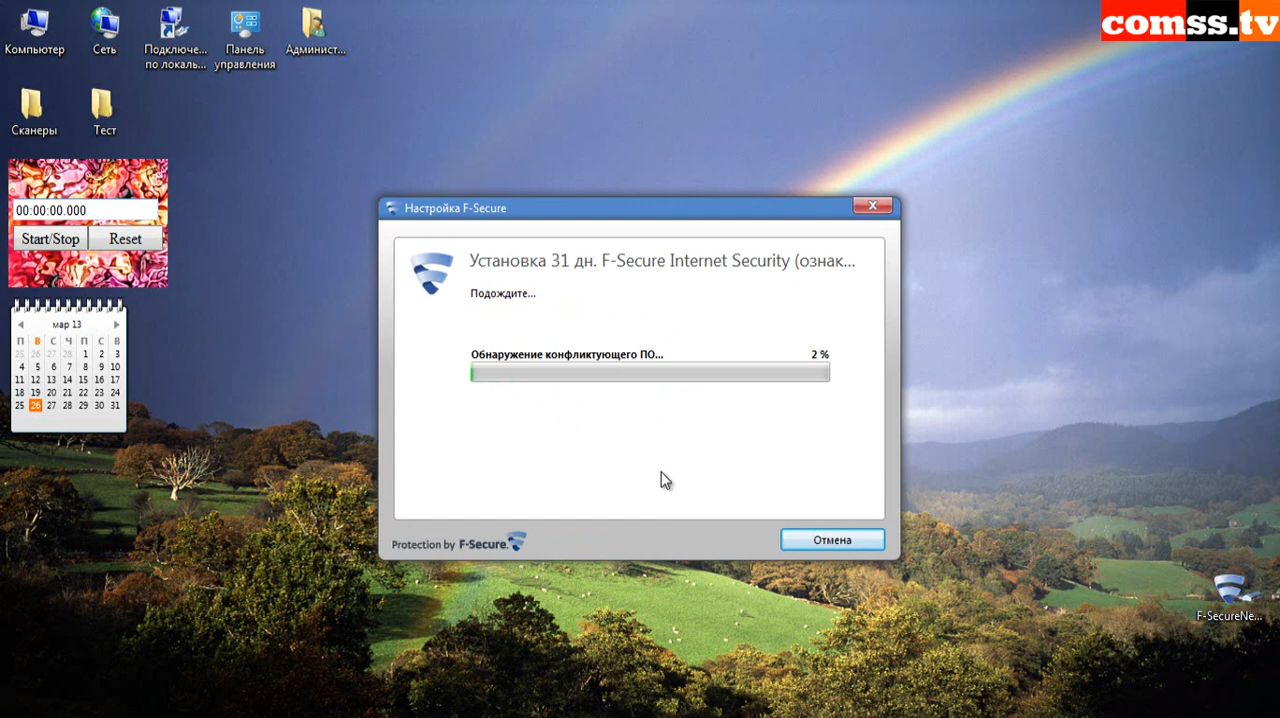 comss.tv
Компьютер
Сеть
Подключе...
по локаль...
Панель
управления
Админист...
Сканеры
Тест
00:00:00.000
Start/Stop
Reset
мар 13
П В С Ч П С В
25 26 27 28 1 2 3
4 5 6 7 8 9 10
11 12 13 14 15 16 17
18 19 20 21 22 23 24
25 26 27 28 29 30 31
Настройка F-Secure
Установка 31 дн. F-Secure Internet Security (ознак...
Подождите...
Обнаружение конфликтующего ПО... 2 %
Protection by F-Secure.
Отмена
F-SecureNe...